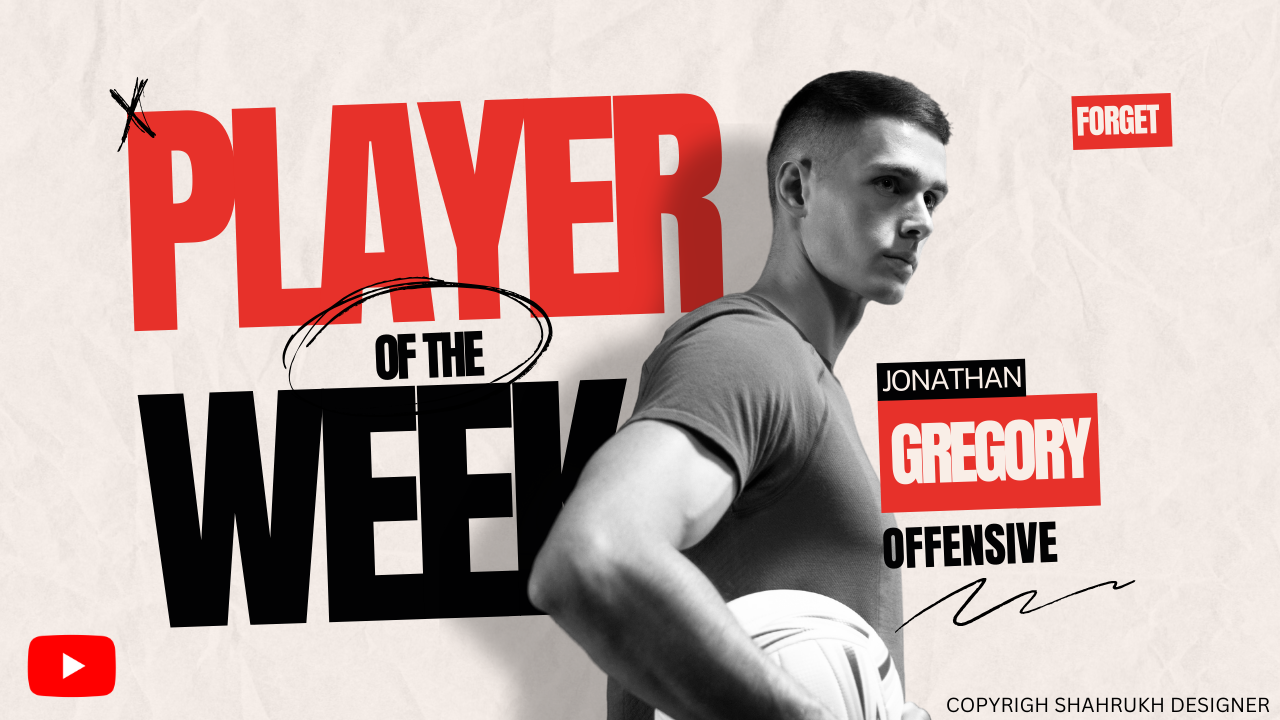 PLAYER
OF THE
WEEK
FORGET
JONATHAN
GREGORY
OFFENSIVE
COPYRIGH SHAHRUKH DESIGNER